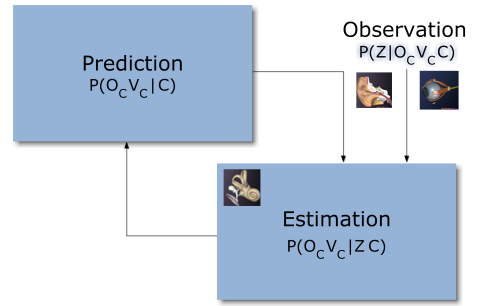 Prediction
P(O_C V_C | C)
Observation
P(Z|O_C V_C C)
Estimation
P(O_C V_C |Z C)